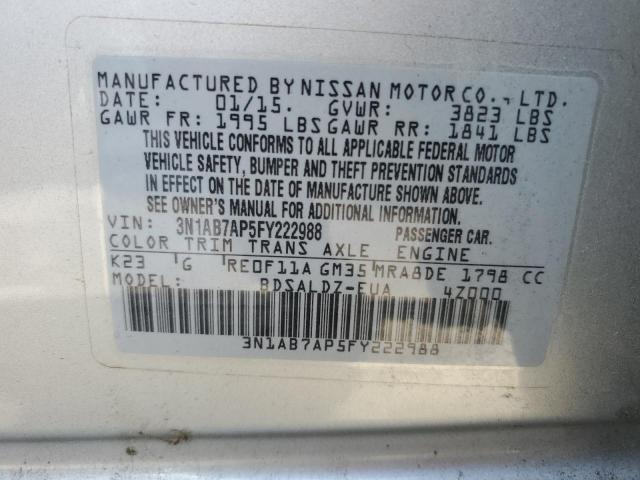 MANUFACTURED BY NISSAN MOTOR CO., LTD.
DATE: 01/15. GVWR: 3823 LBS
GAWR FR: 1995 LBS GAWR RR: 1841 LBS
THIS VEHICLE CONFORMS TO ALL APPLICABLE FEDERAL MOTOR
VEHICLE SAFETY, BUMPER AND THEFT PREVENTION STANDARDS
IN EFFECT ON THE DATE OF MANUFACTURE SHOWN ABOVE.
SEE OWNER'S MANUAL FOR ADDITIONAL INFORMATION.
VIN: 3N1AB7AP5FY222988 PASSENGER CAR.
COLOR TRIM TRANS AXLE ENGINE
K23 G RE0F11A GM35 MRA8DE 1798 CC
MODEL: BDSALDZ-EUA 4Z000
3N1AB7AP5FY222988